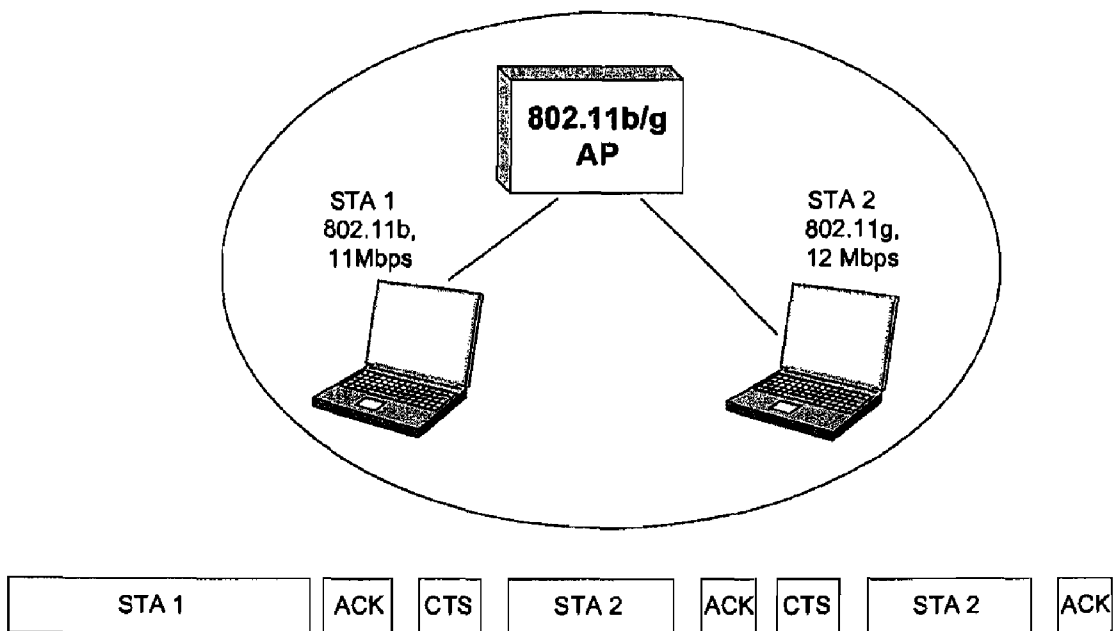 802.11b/g
AP
STA 1
802.11b,
11Mbps
STA 2
802.11g,
12 Mbps
STA 1
ACK
CTS
STA 2
ACK
CTS
STA 2
ACK